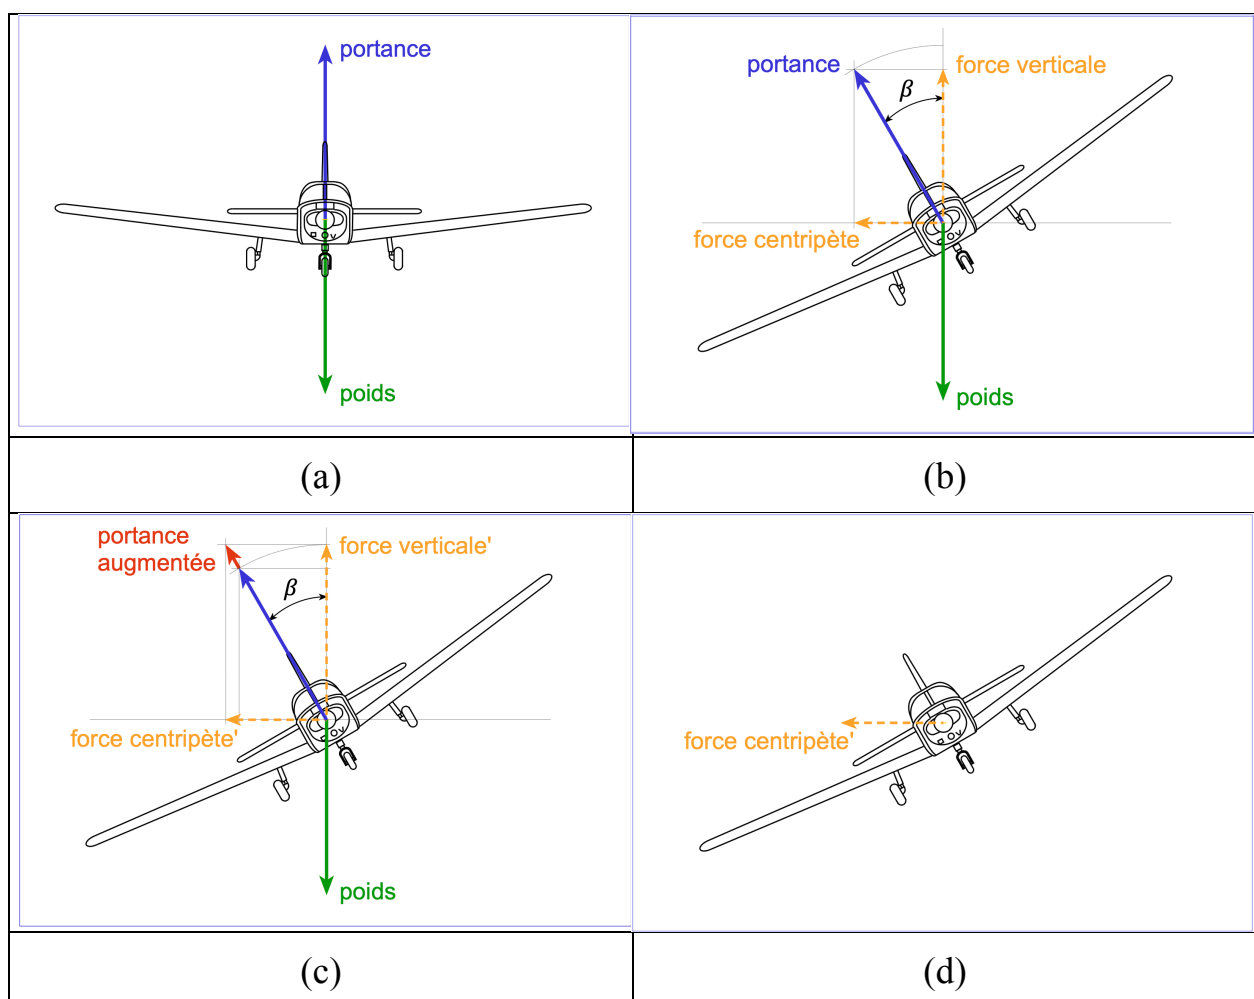 portance
poids
(a)
portance
force verticale
β
force centripète
poids
(b)
portance
augmentée
force verticale'
β
force centripète'
poids
(c)
force centripète'
(d)